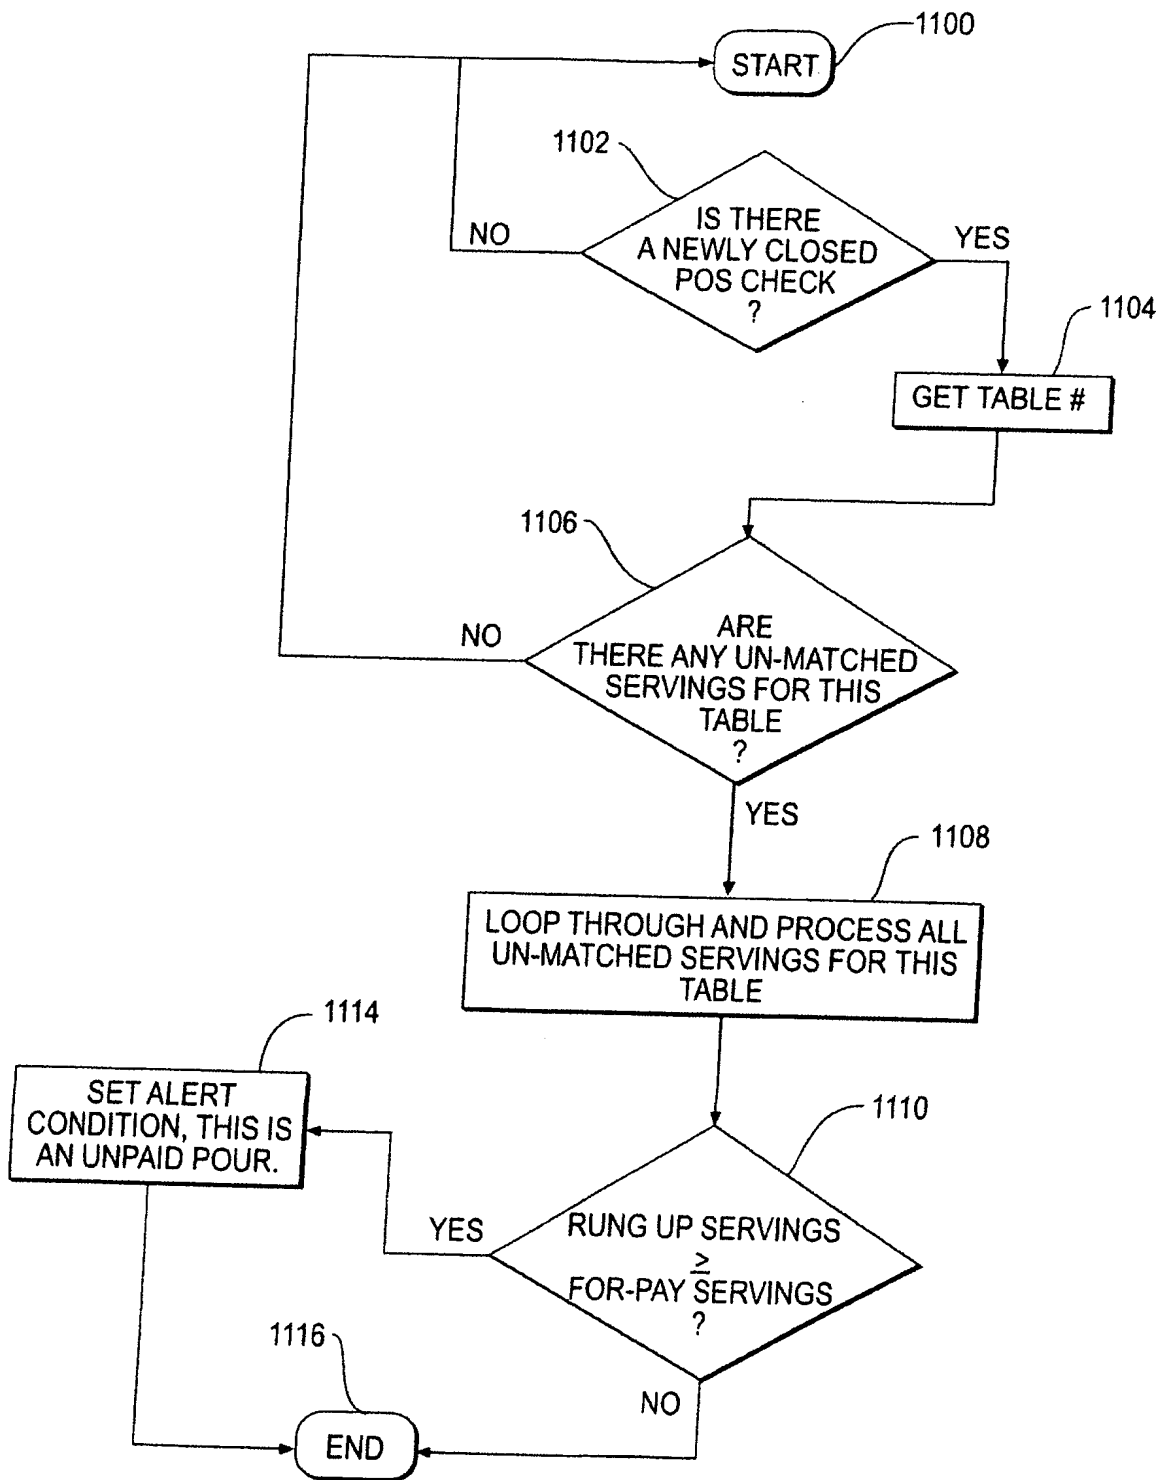 1100
START
1102
IS THERE
A NEWLY CLOSED
POS CHECK
?
NO
YES
1104
GET TABLE #
1106
ARE
THERE ANY UN-MATCHED
SERVINGS FOR THIS
TABLE
?
NO
YES
1108
LOOP THROUGH AND PROCESS ALL
UN-MATCHED SERVINGS FOR THIS
TABLE
1114
SET ALERT
CONDITION, THIS IS
AN UNPAID POUR.
1110
RUNG UP SERVINGS
≥
FOR-PAY SERVINGS
?
YES
NO
1116
END